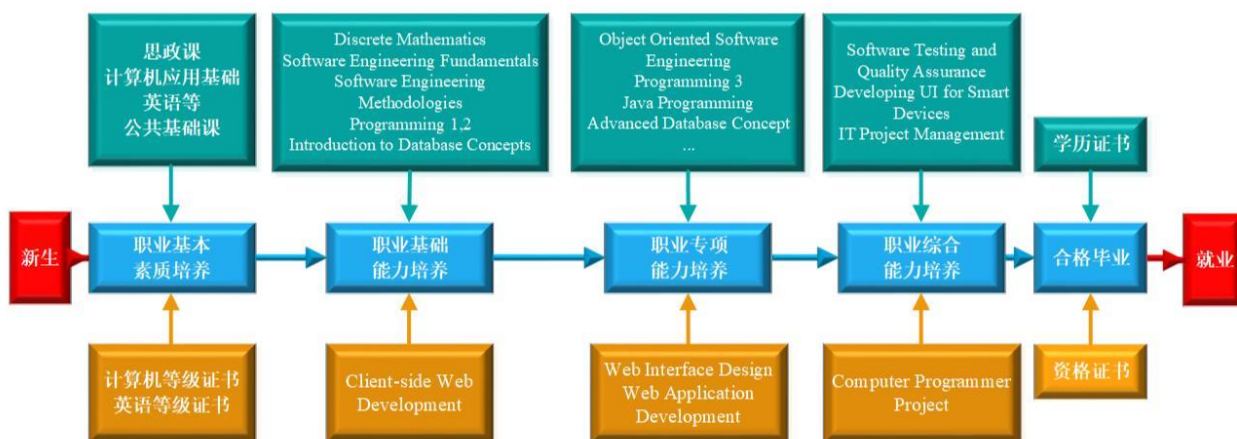 思政课
计算机应用基础
英语等
公共基础课
Discrete Mathematics
Software Engineering Fundamentals
Software Engineering
Methodologies
Programming 1,2
Introduction to Database Concepts
Object Oriented Software
Engineering
Programming 3
Java Programming
Advanced Database Concept
...
Software Testing and
Quality Assurance
Developing UI for Smart
Devices
IT Project Management
学历证书
新生
职业基本
素质培养
职业基础
能力培养
职业专项
能力培养
职业综合
能力培养
合格毕业
就业
计算机等级证书
英语等级证书
Client-side Web
Development
Web Interface Design
Web Application
Development
Computer Programmer
Project
资格证书